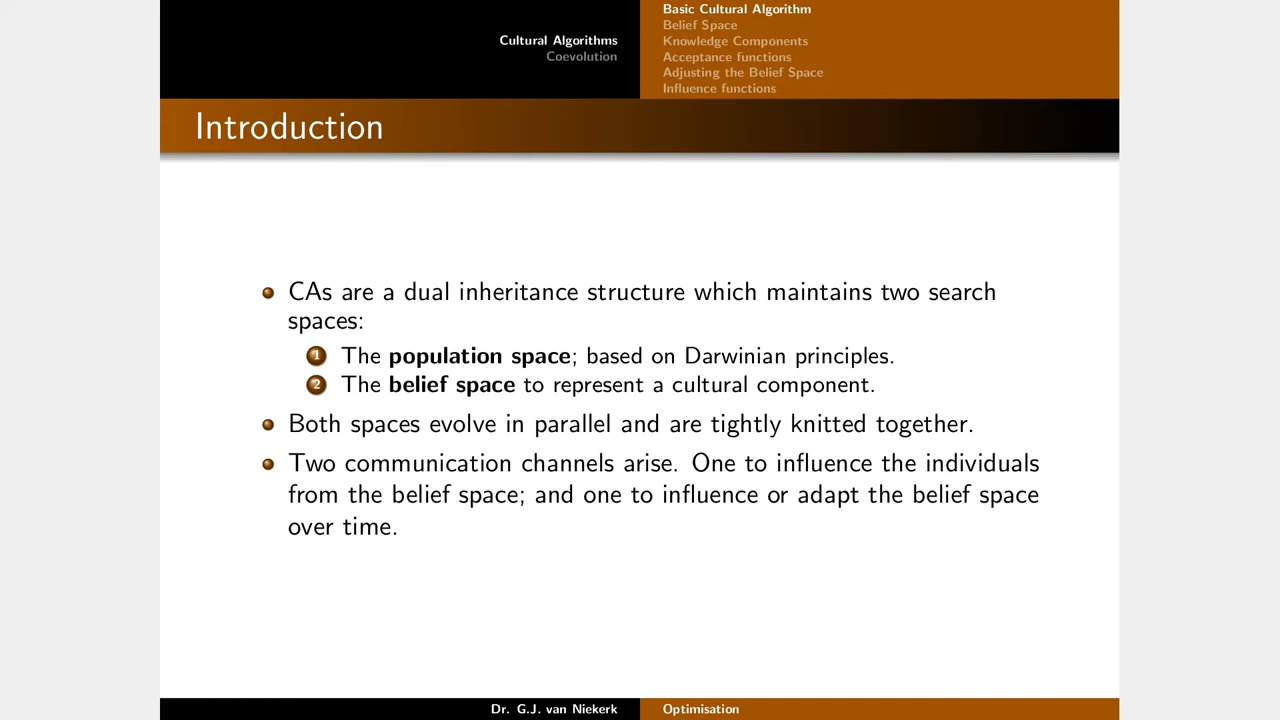 Cultural Algorithms
Coevolution
Basic Cultural Algorithm
Belief Space
Knowledge Components
Acceptance functions
Adjusting the Belief Space
Influence functions
Introduction
CAs are a dual inheritance structure which maintains two search
spaces:
1 The population space; based on Darwinian principles.
2 The belief space to represent a cultural component.
Both spaces evolve in parallel and are tightly knitted together.
Two communication channels arise. One to influence the individuals
from the belief space; and one to influence or adapt the belief space
over time.
Dr. G.J. van Niekerk
Optimisation